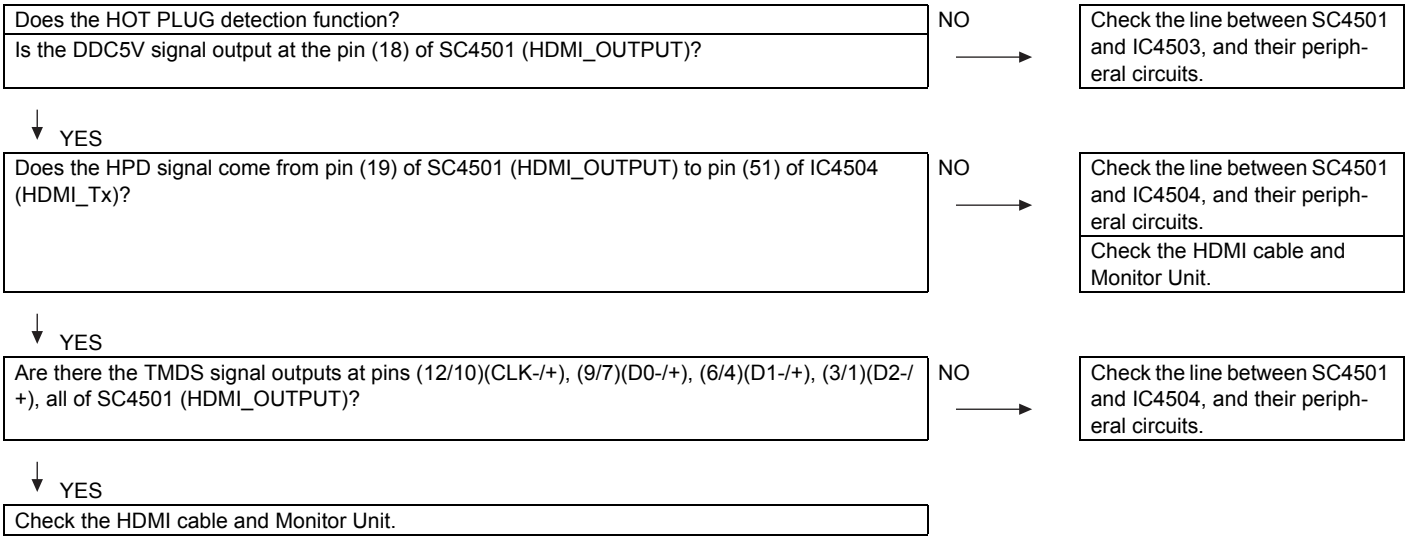 Does the HOT PLUG detection function?
Is the DDC5V signal output at the pin (18) of SC4501 (HDMI_OUTPUT)?
NO
Check the line between SC4501
and IC4503, and their periph-
eral circuits.
YES
Does the HPD signal come from pin (19) of SC4501 (HDMI_OUTPUT) to pin (51) of IC4504
(HDMI_Tx)?
NO
Check the line between SC4501
and IC4504, and their periph-
eral circuits.
Check the HDMI cable and
Monitor Unit.
YES
Are there the TMDS signal outputs at pins (12/10)(CLK-/+), (9/7)(D0-/+), (6/4)(D1-/+), (3/1)(D2-/
+), all of SC4501 (HDMI_OUTPUT)?
NO
Check the line between SC4501
and IC4504, and their periph-
eral circuits.
YES
Check the HDMI cable and Monitor Unit.